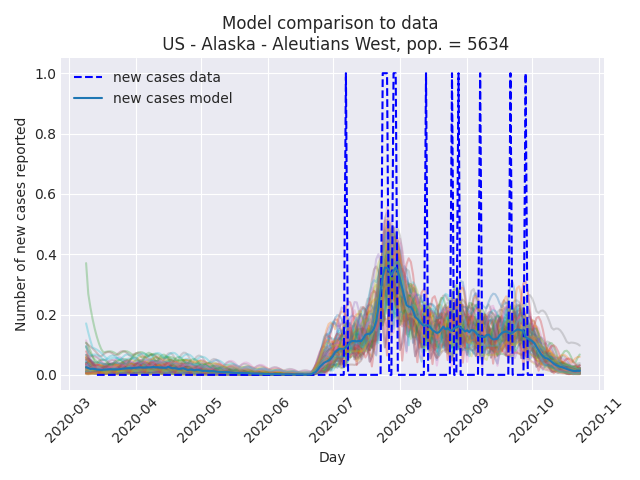 Model comparison to data
US - Alaska - Aleutians West, pop. = 5634
new cases data
new cases model
Number of new cases reported
1.0
0.8
0.6
0.4
0.2
0.0
2020-03
2020-04
2020-05
2020-06
2020-07
2020-08
2020-09
2020-10
2020-11
Day